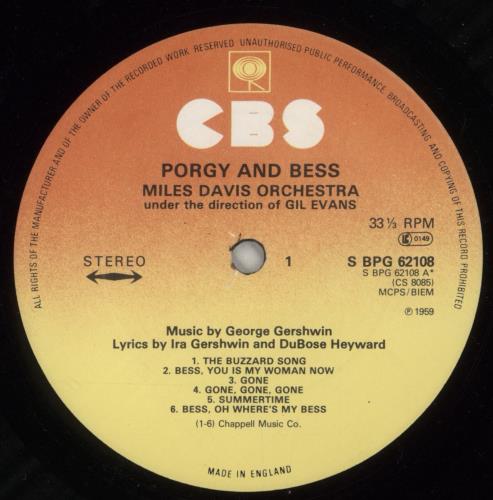 ALL RIGHTS OF THE MANUFACTURER AND OF THE OWNER OF THE RECORDED WORK RESERVED UNAUTHORISED PUBLIC PERFORMANCE, BROADCASTING AND COPYING OF THIS RECORD PROHIBITED
CBS
PORGY AND BESS
MILES DAVIS ORCHESTRA
under the direction of GIL EVANS
33 1/3 RPM
LC 0149
STEREO
1
S BPG 62108
S BPG 62108 A*
(CS 8085)
MCPS/BIEM
℗ 1959
Music by George Gershwin
Lyrics by Ira Gershwin and DuBose Heyward
1. THE BUZZARD SONG
2. BESS, YOU IS MY WOMAN NOW
3. GONE
4. GONE, GONE, GONE
5. SUMMERTIME
6. BESS, OH WHERE'S MY BESS
(1-6) Chappell Music Co.
MADE IN ENGLAND